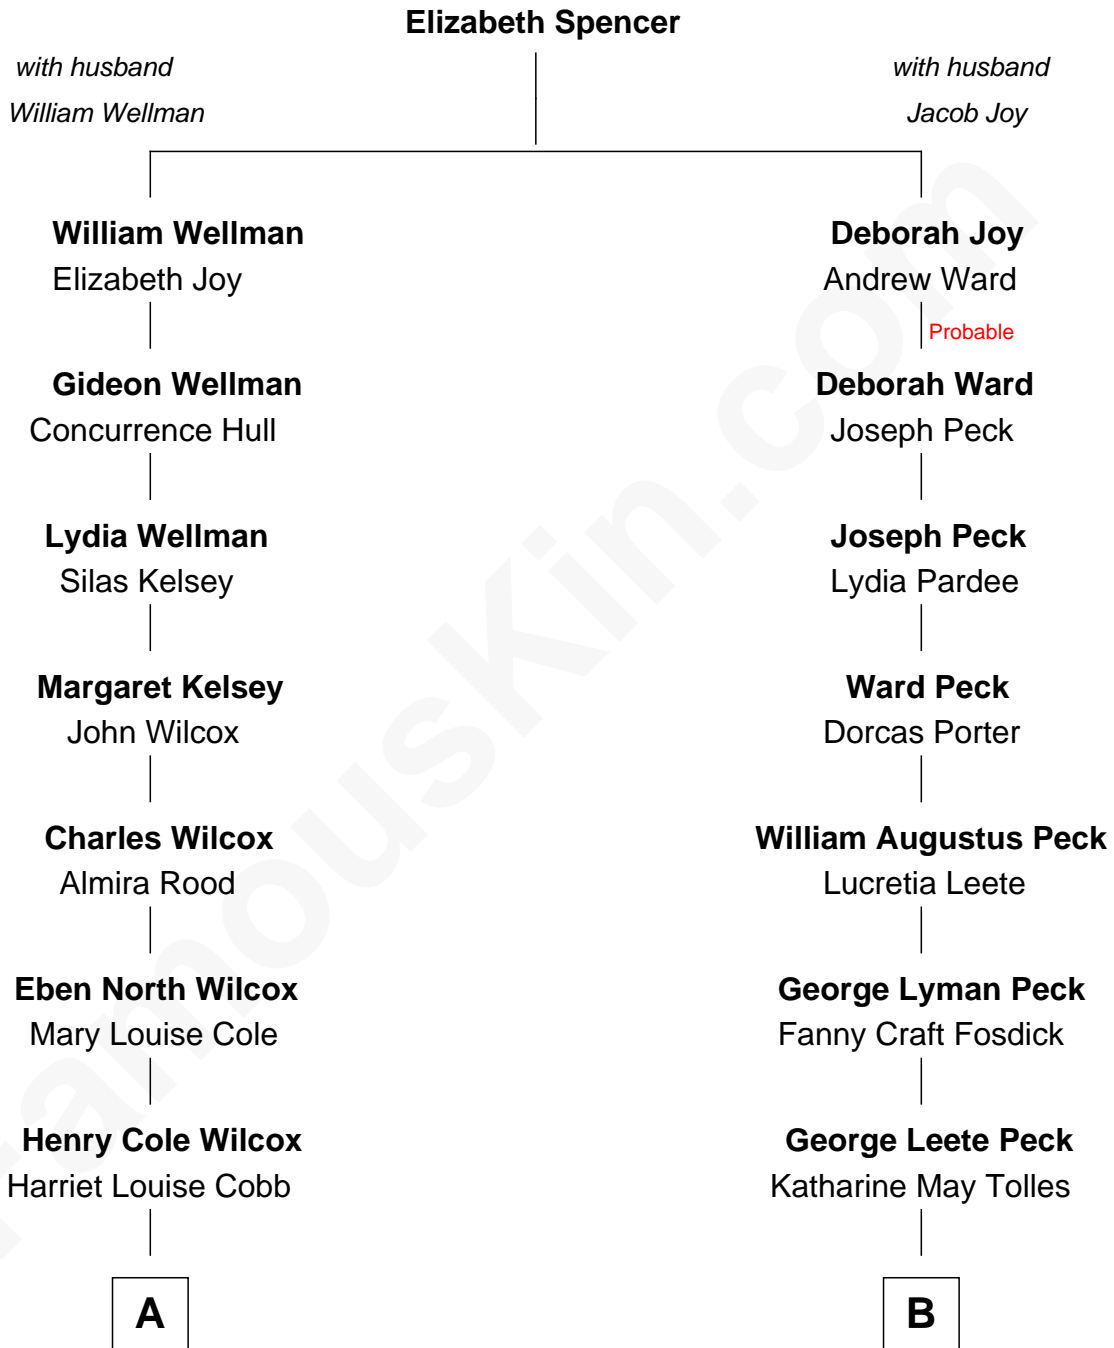 Elizabeth Spencer
with husband
William Wellman
with husband
Jacob Joy
William Wellman
Elizabeth Joy
Deborah Joy
Andrew Ward
Probable
Gideon Wellman
Concurrence Hull
Deborah Ward
Joseph Peck
Lydia Wellman
Silas Kelsey
Joseph Peck
Lydia Pardee
Margaret Kelsey
John Wilcox
Ward Peck
Dorcas Porter
Charles Wilcox
Almira Rood
William Augustus Peck
Lucretia Leete
Eben North Wilcox
Mary Louise Cole
George Lyman Peck
Fanny Craft Fosdick
Henry Cole Wilcox
Harriet Louise Cobb
George Leete Peck
Katharine May Tolles
A
B
FamousKin.com